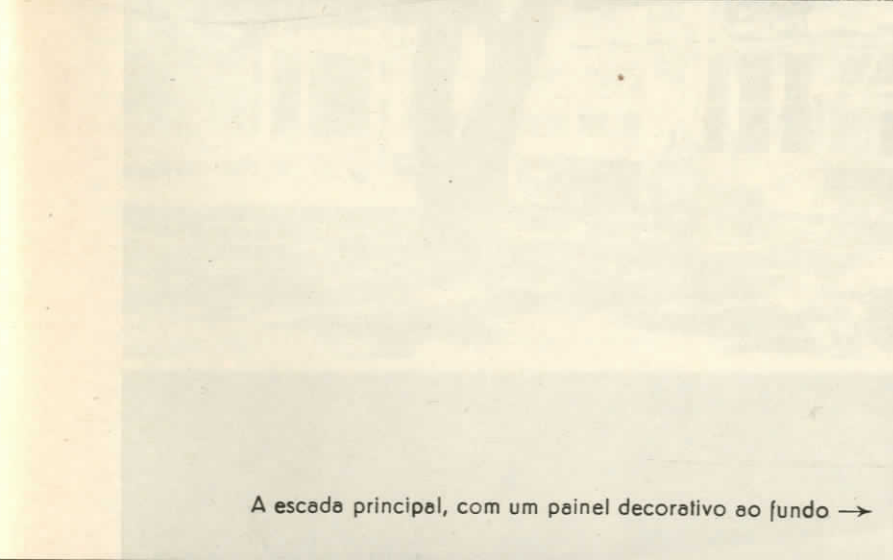 A escada principal, com um painel decorativo ao fundo →